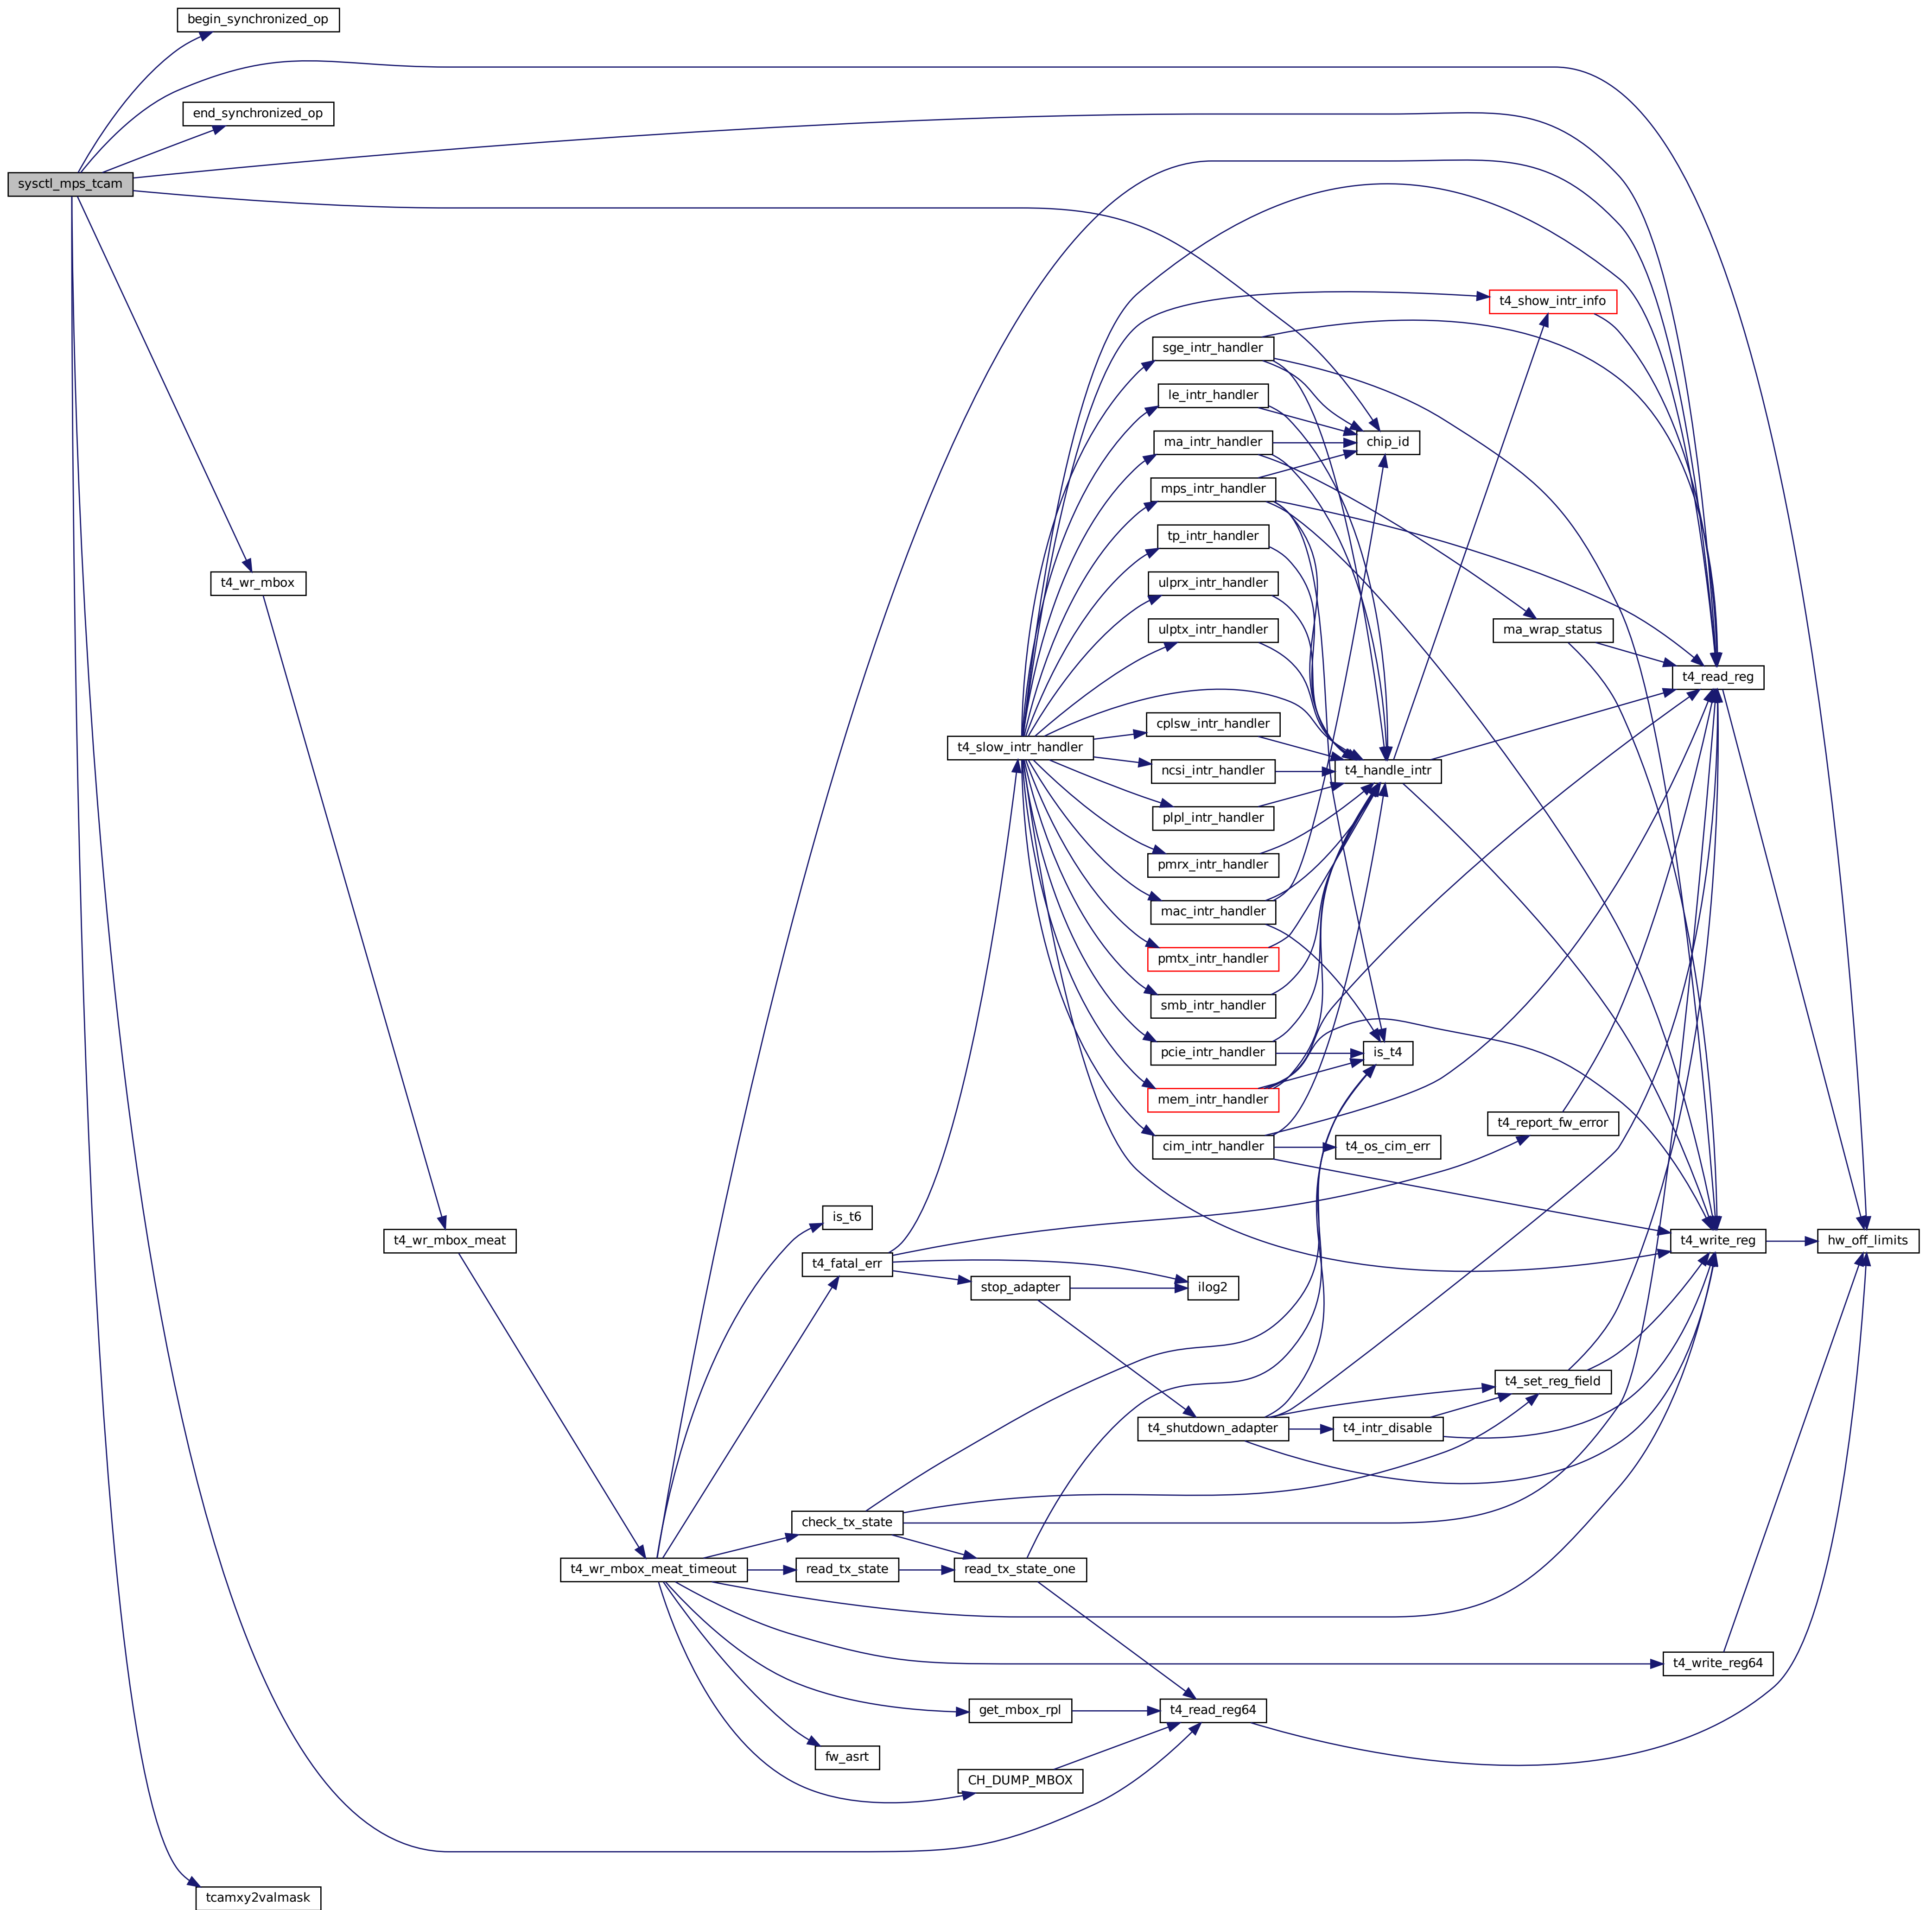 begin_synchronized_op
end_synchronized_op
sysctl_mps_tcam
t4_show_intr_info
sge_intr_handler
le_intr_handler
ma_intr_handler
chip_id
mps_intr_handler
tp_intr_handler
ulprx_intr_handler
t4_wr_mbox
ulptx_intr_handler
ma_wrap_status
t4_read_reg
cplsw_intr_handler
t4_slow_intr_handler
ncsi_intr_handler
t4_handle_intr
plpl_intr_handler
pmrx_intr_handler
mac_intr_handler
pmtx_intr_handler
smb_intr_handler
pcie_intr_handler
is_t4
mem_intr_handler
t4_report_fw_error
cim_intr_handler
t4_os_cim_err
is_t6
t4_wr_mbox_meat
t4_write_reg
hw_off_limits
t4_fatal_err
stop_adapter
ilog2
t4_set_reg_field
t4_shutdown_adapter
t4_intr_disable
check_tx_state
t4_wr_mbox_meat_timeout
read_tx_state
read_tx_state_one
t4_write_reg64
get_mbox_rpl
t4_read_reg64
fw_asrt
CH_DUMP_MBOX
tcamxy2valmask